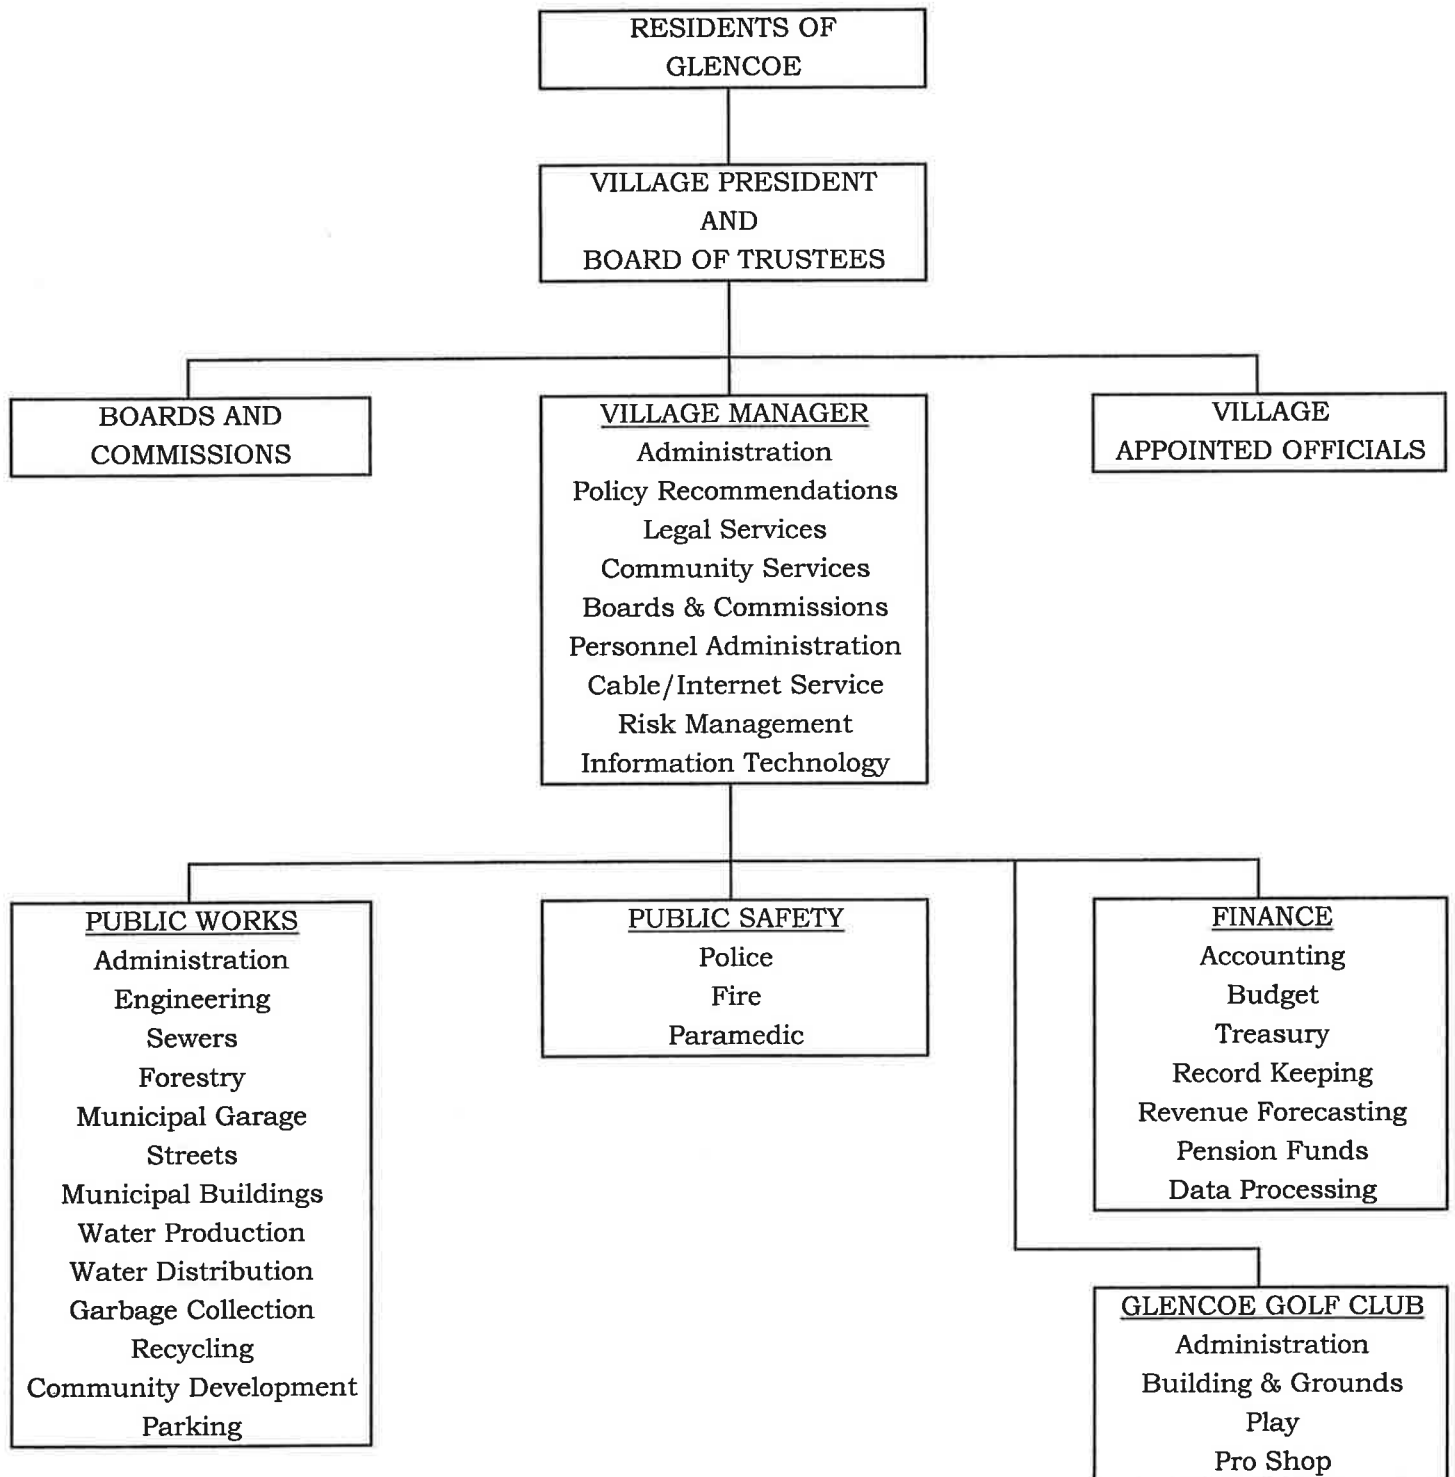 RESIDENTS OF
GLENCOE
VILLAGE PRESIDENT
AND
BOARD OF TRUSTEES
BOARDS AND
COMMISSIONS
VILLAGE MANAGER
Administration
Policy Recommendations
Legal Services
Community Services
Boards & Commissions
Personnel Administration
Cable/Internet Service
Risk Management
Information Technology
VILLAGE
APPOINTED OFFICIALS
PUBLIC WORKS
Administration
Engineering
Sewers
Forestry
Municipal Garage
Streets
Municipal Buildings
Water Production
Water Distribution
Garbage Collection
Recycling
Community Development
Parking
PUBLIC SAFETY
Police
Fire
Paramedic
FINANCE
Accounting
Budget
Treasury
Record Keeping
Revenue Forecasting
Pension Funds
Data Processing
GLENCOE GOLF CLUB
Administration
Building & Grounds
Play
Pro Shop